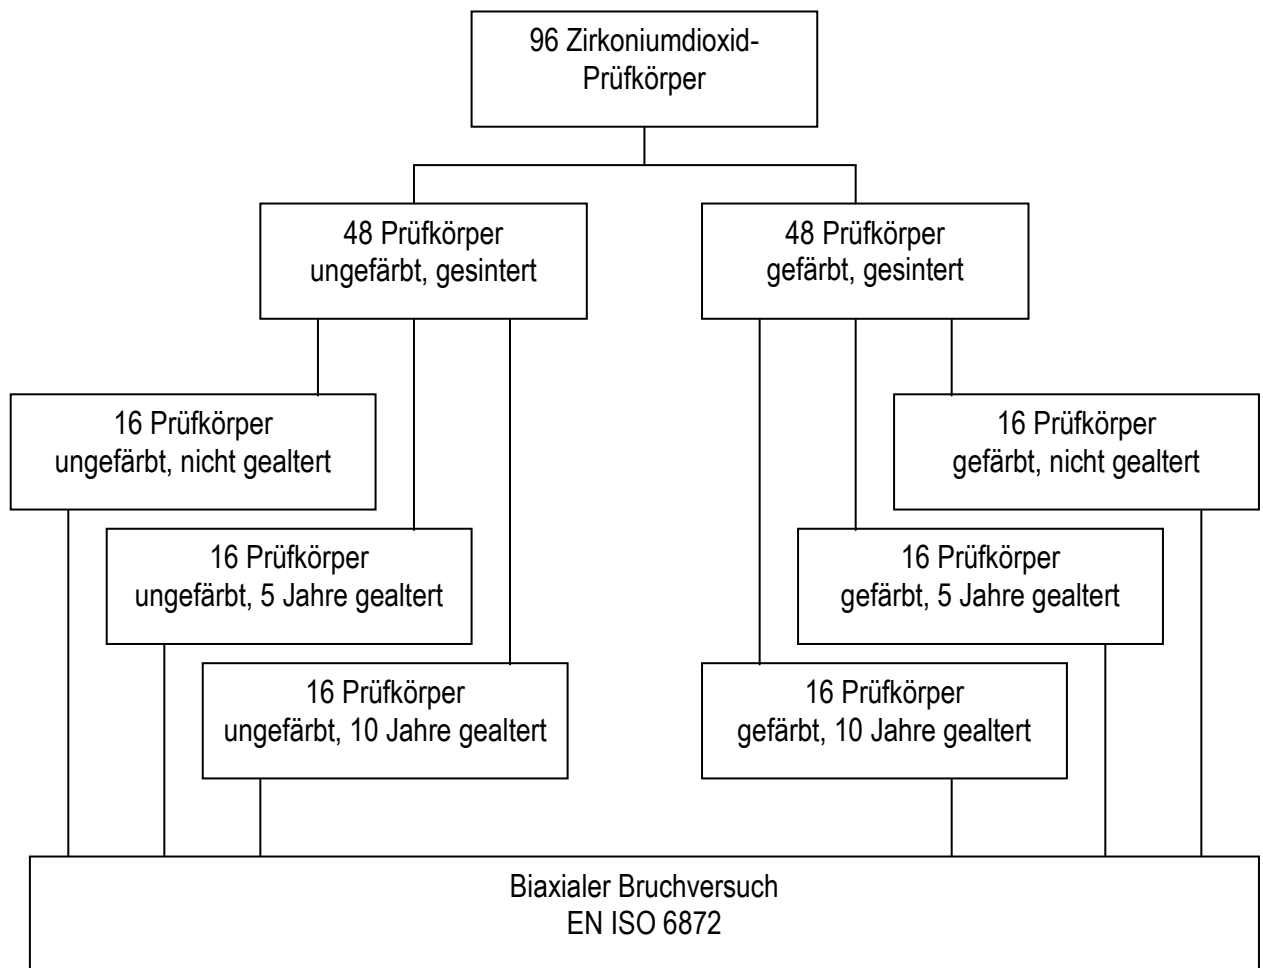 96 Zirkoniumdioxid-
Prüfkörper
48 Prüfkörper
ungefärbt, gesintert
48 Prüfkörper
gefärbt, gesintert
16 Prüfkörper
ungefärbt, nicht gealtert
16 Prüfkörper
gefärbt, nicht gealtert
16 Prüfkörper
ungefärbt, 5 Jahre gealtert
16 Prüfkörper
gefärbt, 5 Jahre gealtert
16 Prüfkörper
ungefärbt, 10 Jahre gealtert
16 Prüfkörper
gefärbt, 10 Jahre gealtert
Biaxialer Bruchversuch
EN ISO 6872